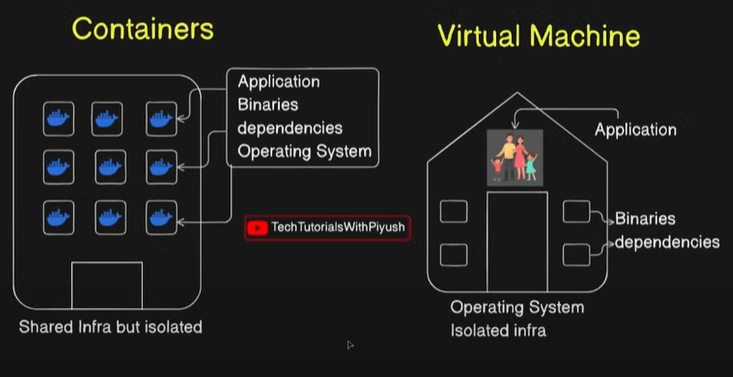 Containers
Application
Binaries
dependencies
Operating System
TechTutorialsWithPiyush
Shared Infra but isolated
Virtual Machine
Application
Binaries
dependencies
Operating System
Isolated infra